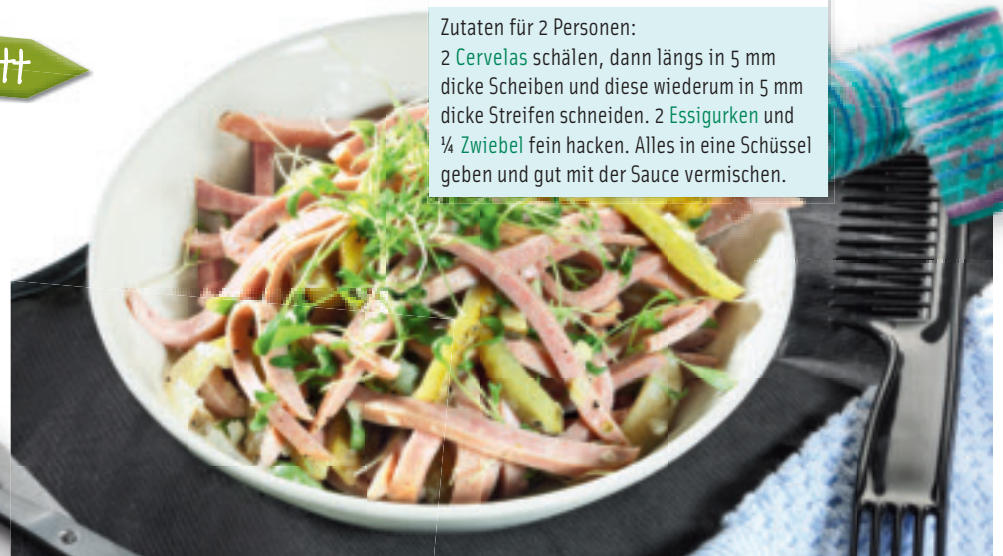 Zutaten für 2 Personen:
2 Cervelas schälen, dann längs in 5 mm
dicke Scheiben und diese wiederum in 5 mm
dicke Streifen schneiden. 2 Essigurken und
¼ Zwiebel fein hacken. Alles in eine Schüssel
geben und gut mit der Sauce vermischen.